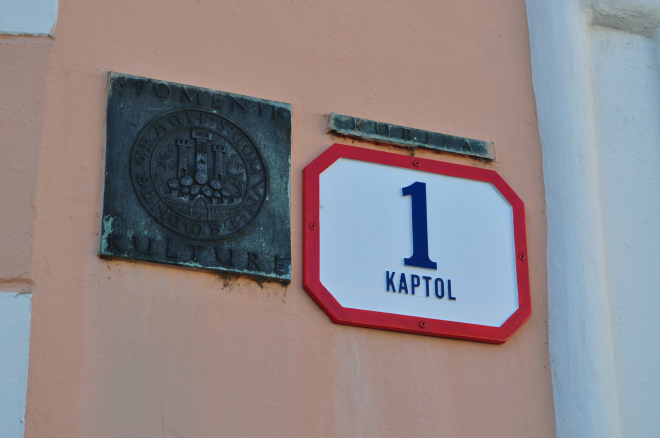 SPOMENIK
KULTURE
KURIJA
1
KAPTOL